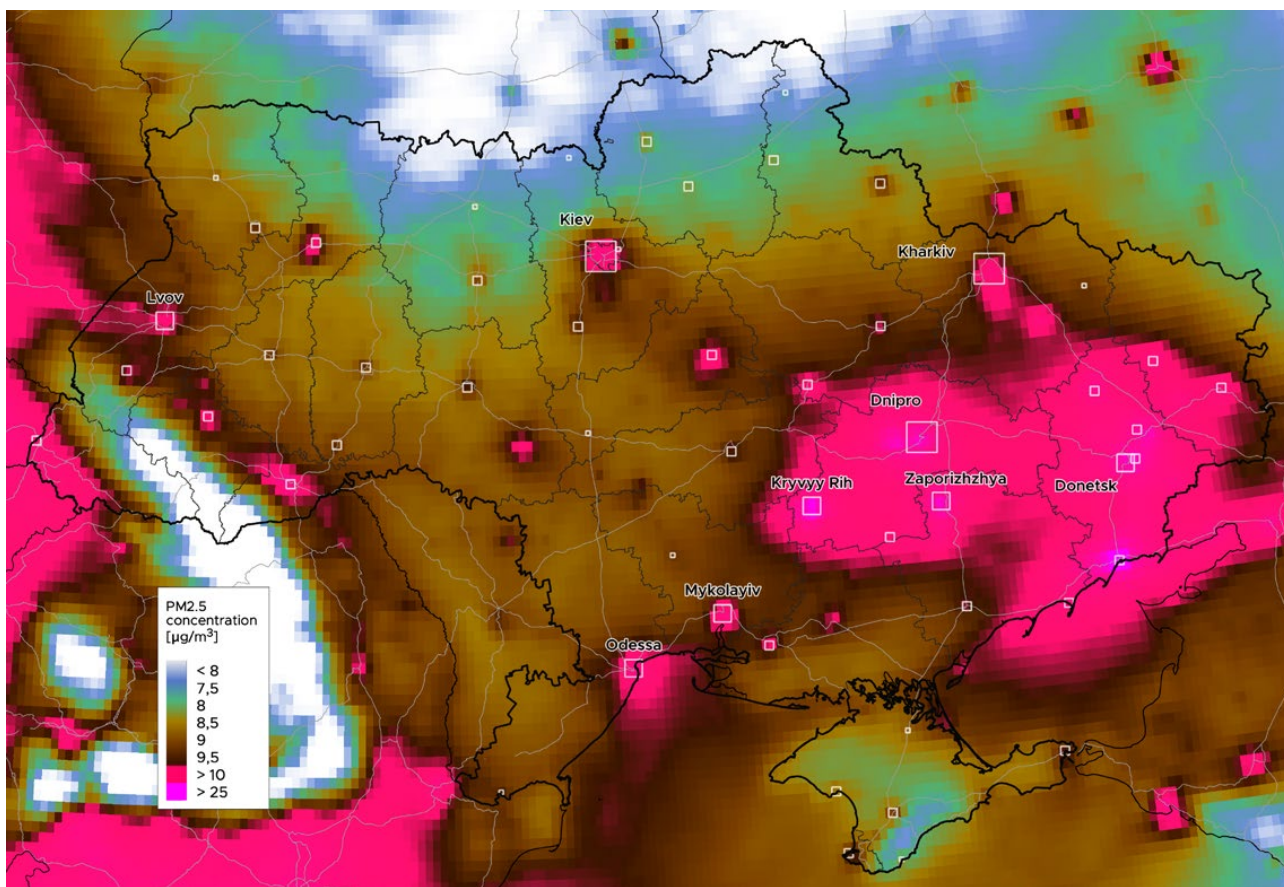 Kiev
Kharkiv
Lvov
Dnipro
Kryvyy Rih
Zaporizhzhya
Donetsk
Mykolayiv
Odessa
PM2.5
concentration
[µg/m³]
< 8
7,5
8
8,5
9
9,5
> 10
> 25